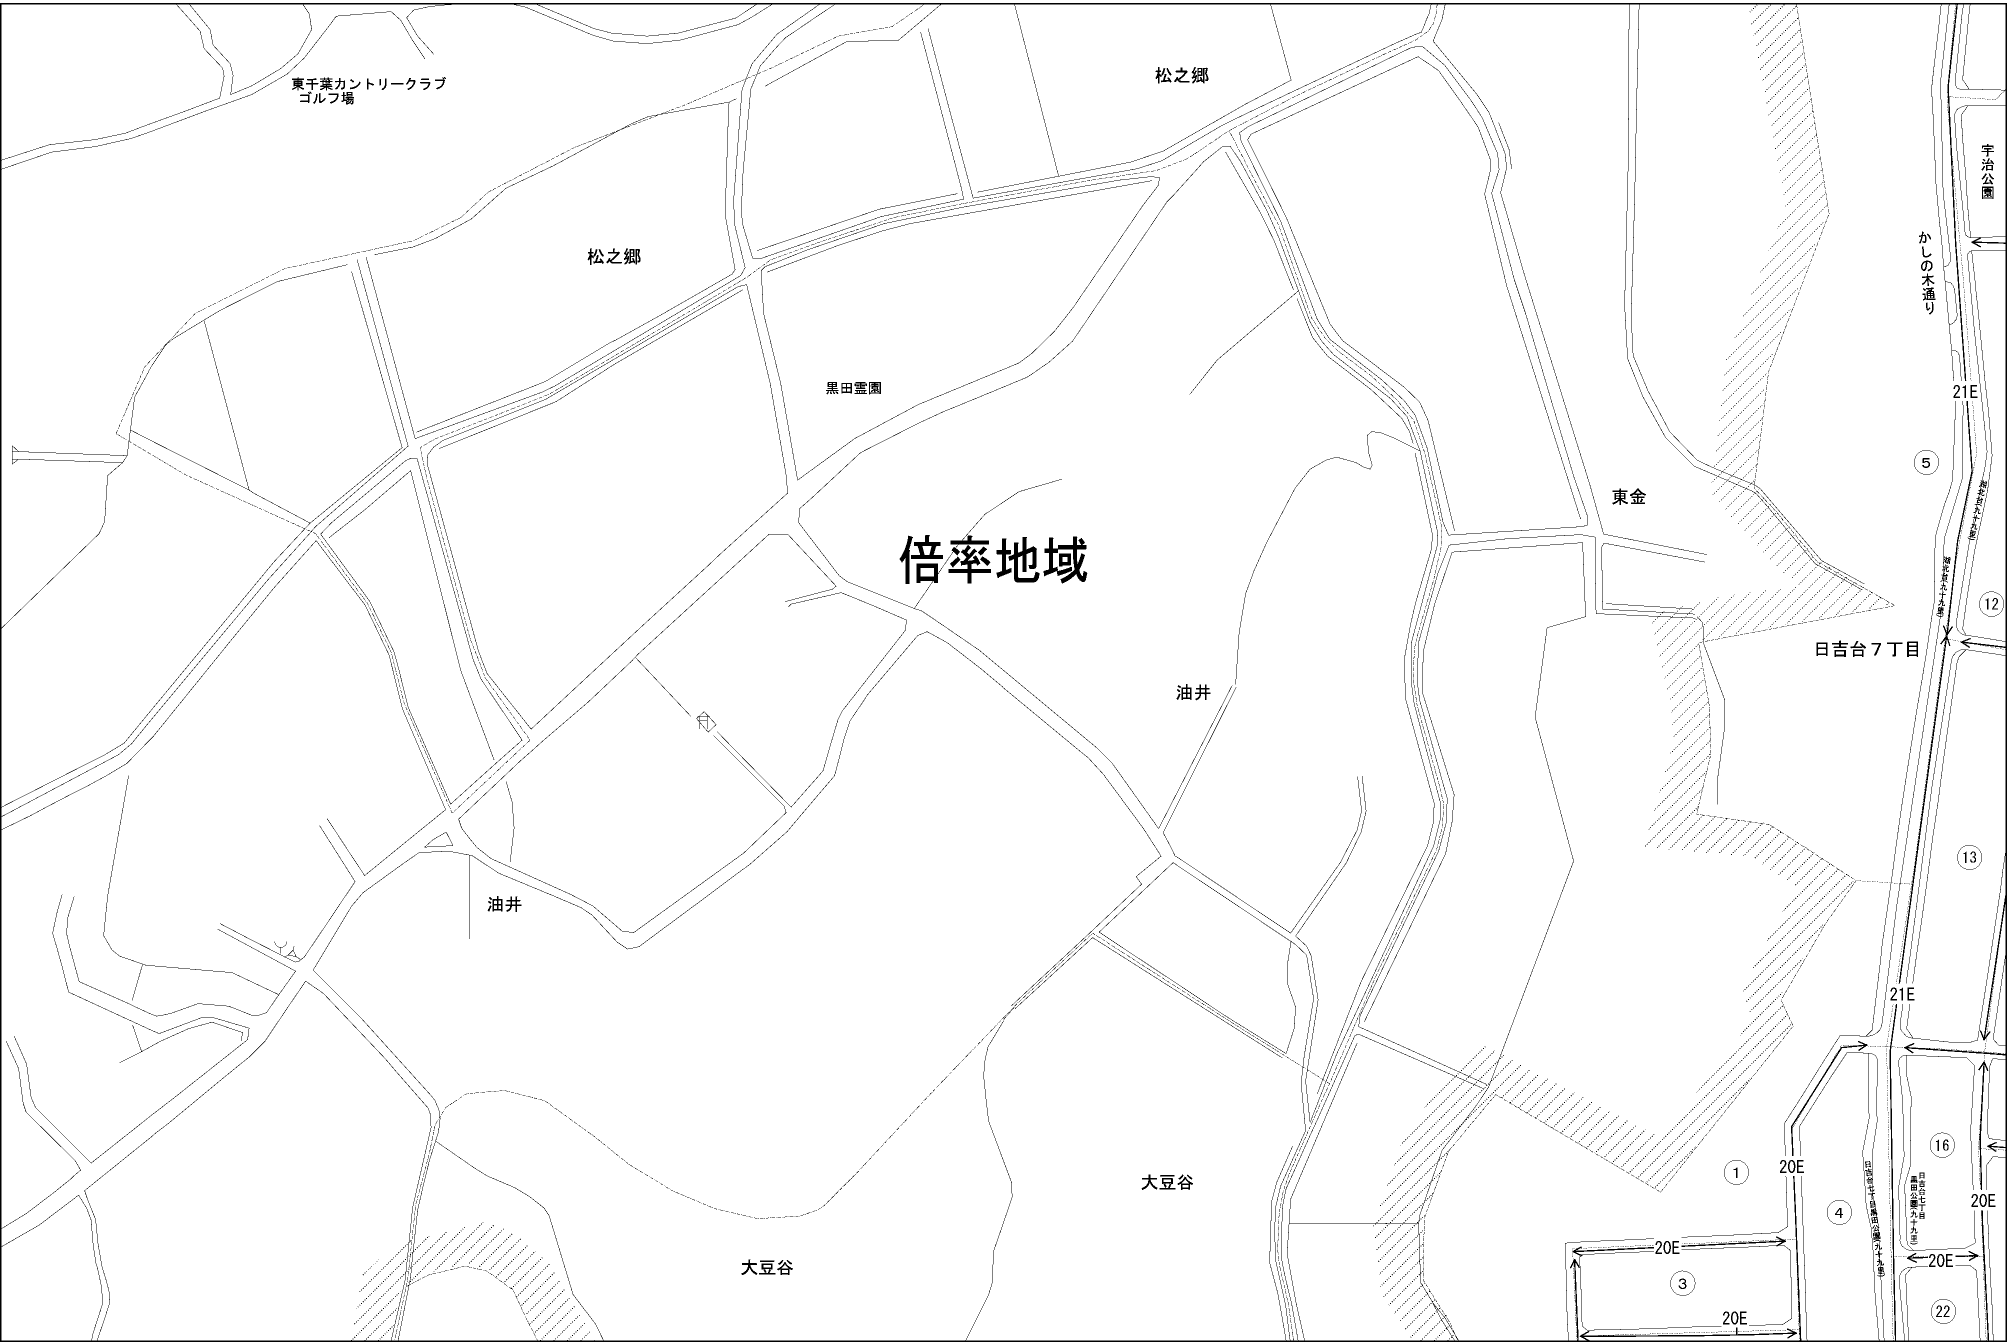 東千葉カントリークラブ
ゴルフ場
松之郷
宇治公園
松之郷
かしの木通り
黒田霊園
21E
5
東金
倍率地域
12
日吉台７丁目
油井
13
油井
21E
16
1
20E
大豆谷
20E
4
20E
大豆谷
20E
3
22
20E